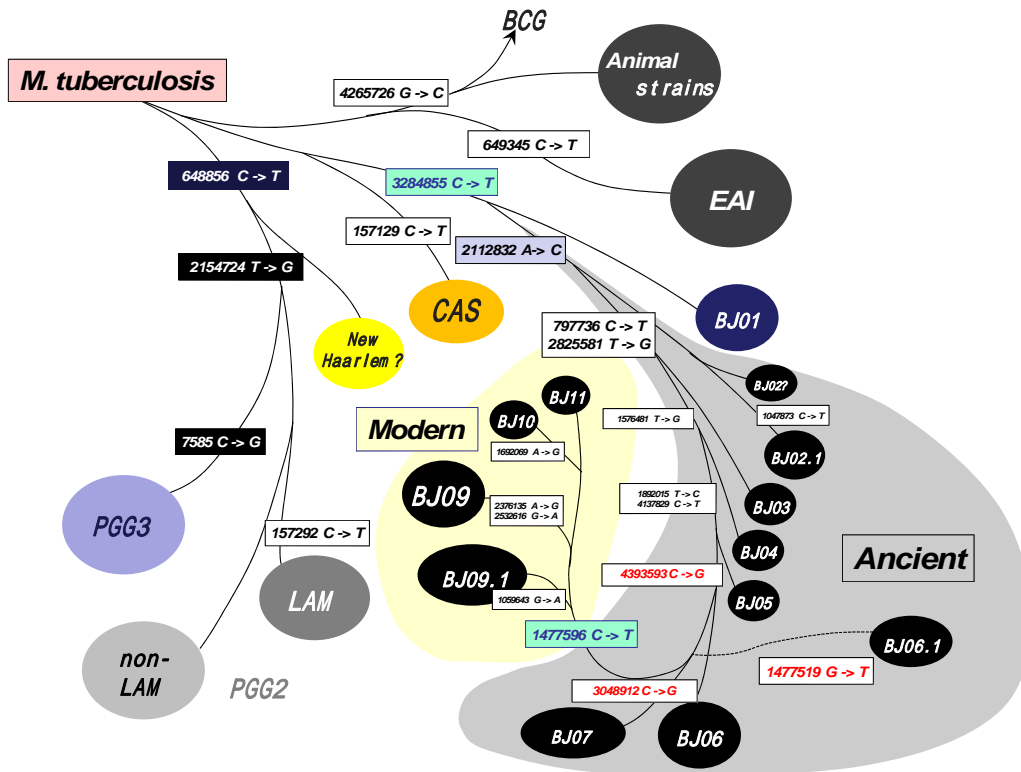 BCG
Animal
strains
M. tuberculosis
4265726 G -> C
649345 C -> T
648856 C -> T
3284855 C -> T
EAI
157129 C -> T
2112832 A-> C
2154724 T -> G
CAS
BJ01
797736 C -> T
2825581 T -> G
New
Haarlem ?
BJ02?
BJ11
1047873 C -> T
BJ10
1576481 T -> G
Modern
7585 C -> G
1692069 A -> G
BJ02.1
BJ09
2376135 A -> G
2532616 G -> A
1892015 T -> C
4137829 C -> T
BJ03
PGG3
157292 C -> T
BJ04
Ancient
4393593 C -> G
BJ09.1
BJ05
1059643 G -> A
LAM
1477596 C -> T
BJ06.1
non-
LAM
1477519 G -> T
PGG2
3048912 C -> G
BJ07
BJ06